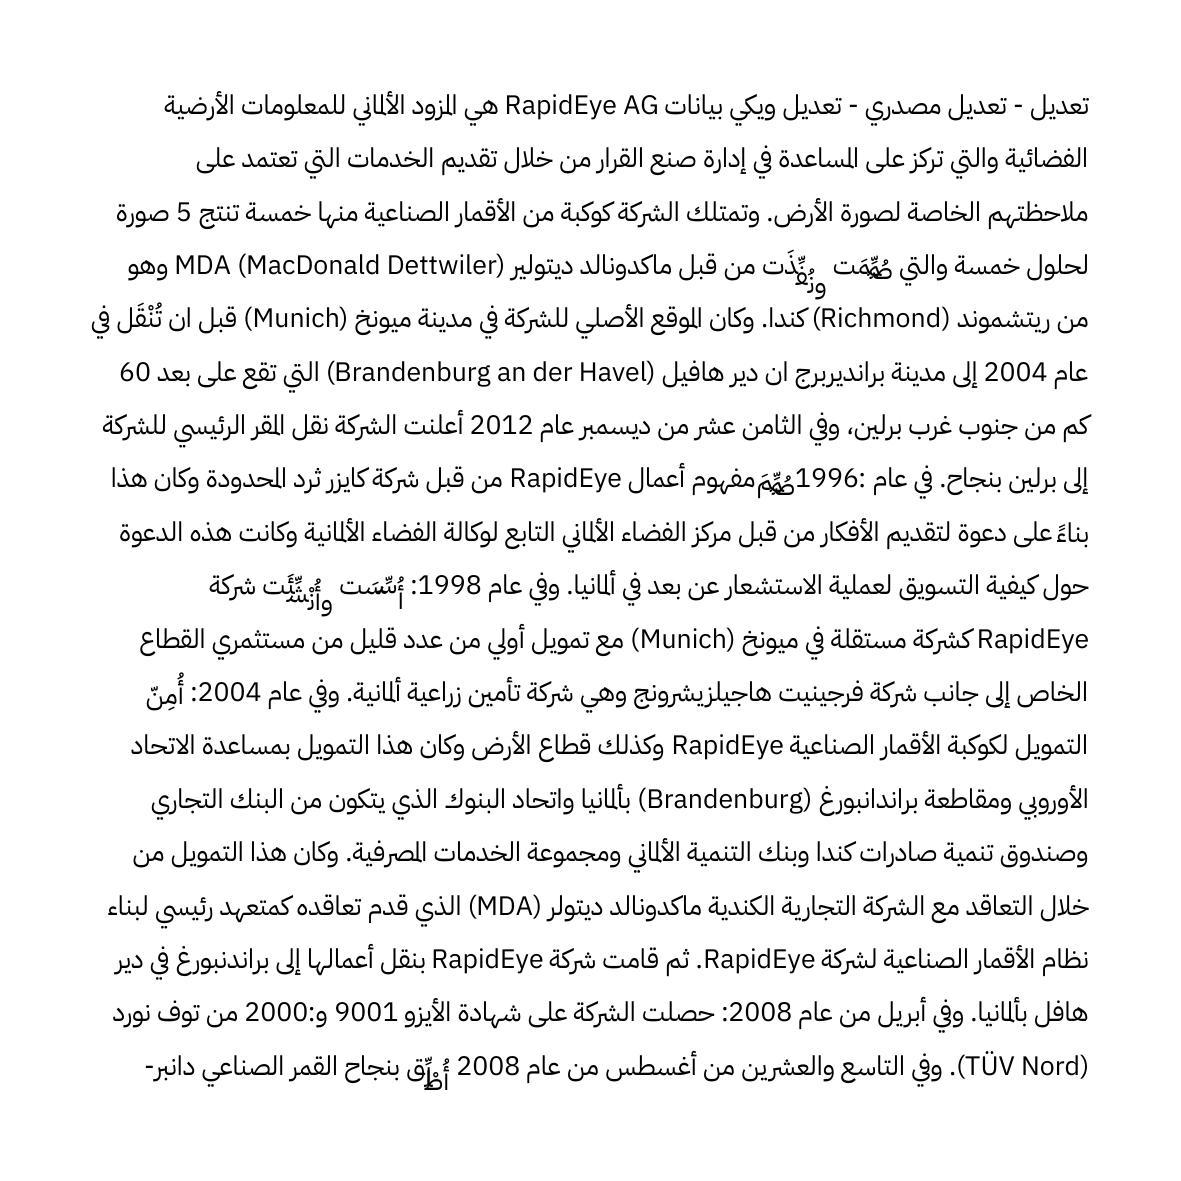 تعديل - تعديل مصدري - تعديل ويكي بيانات RapidEye AG هي المزود الألماني للمعلومات الأرضية
الفضائية والتي تركز على المساعدة في إدارة صنع القرار من خلال تقديم الخدمات التي تعتمد على
ملاحظتهم الخاصة لصورة الأرض. وتمتلك الشركة كوكبة من الأقمار الصناعية منها خمسة تنتج 5 صورة
لحلول خمسة والتي صُمِّمَت ونُفِّذَت من قبل ماكدونالد ديتولير (MDA (MacDonald Dettwiler وهو
من ريتشموند (Richmond) كندا. وكان الموقع الأصلي للشركة في مدينة ميونخ (Munich) قبل ان تُنْقَل في
عام 2004 إلى مدينة برانديربرج ان دير هافيل (Brandenburg an der Havel) التي تقع على بعد 60
كم من جنوب غرب برلين، وفي الثامن عشر من ديسمبر عام 2012 أعلنت الشركة نقل المقر الرئيسي للشركة
إلى برلين بنجاح. في عام :1996صُمِّمَ مفهوم أعمال RapidEye من قبل شركة كايزر ثرد المحدودة وكان هذا
بناءً على دعوة لتقديم الأفكار من قبل مركز الفضاء الألماني التابع لوكالة الفضاء الألمانية وكانت هذه الدعوة
حول كيفية التسويق لعملية الاستشعار عن بعد في ألمانيا. وفي عام 1998: أُسِّسَت وأُنْشِّئَت شركة
RapidEye كشركة مستقلة في ميونخ (Munich) مع تمويل أولي من عدد قليل من مستثمري القطاع
الخاص إلى جانب شركة فرجينيت هاجيلزيشرونج وهي شركة تأمين زراعية ألمانية. وفي عام 2004: أُمِنّ
التمويل لكوكبة الأقمار الصناعية RapidEye وكذلك قطاع الأرض وكان هذا التمويل بمساعدة الاتحاد
الأوروبي ومقاطعة براندانبورغ (Brandenburg) بألمانيا واتحاد البنوك الذي يتكون من البنك التجاري
وصندوق تنمية صادرات كندا وبنك التنمية الألماني ومجموعة الخدمات المصرفية. وكان هذا التمويل من
خلال التعاقد مع الشركة التجارية الكندية ماكدونالد ديتولر (MDA) الذي قدم تعاقده كمتعهد رئيسي لبناء
نظام الأقمار الصناعية لشركة RapidEye. ثم قامت شركة RapidEye بنقل أعمالها إلى براندنبورغ في دير
هافل بألمانيا. وفي أبريل من عام 2008: حصلت الشركة على شهادة الأيزو 9001 و:2000 من توف نورد
(TÜV Nord). وفي التاسع والعشرين من أغسطس من عام 2008 بنجاح القمر الصناعي دانبر-